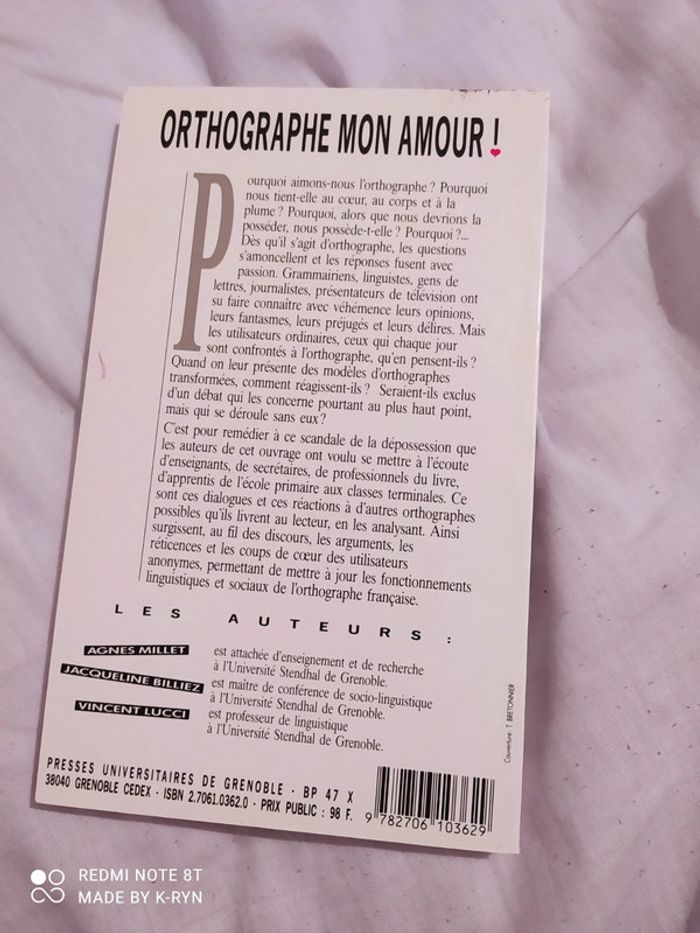 ORTHOGRAPHE MON AMOUR !
Pourquoi aimons-nous l'orthographe ? Pourquoi
nous tient-elle au cœur, au corps et à la
plume ? Pourquoi, alors que nous devrions la
posséder, nous possède-t-elle ? Pourquoi ?...
Dès qu'il s'agit d'orthographe, les questions
s'amoncellent et les réponses fusent avec
passion. Grammairiens, linguistes, gens de
lettres, journalistes, présentateurs de télévision ont
su faire connaître avec véhémence leurs opinions,
leurs fantasmes, leurs préjugés et leurs délires. Mais
les utilisateurs ordinaires, ceux qui chaque jour
sont confrontés à l'orthographe, qu'en pensent-ils ?
Quand on leur présente des modèles d'orthographes
transformées, comment réagissent-ils ? Seraient-ils exclus
d'un débat qui les concerne pourtant au plus haut point,
mais qui se déroule sans eux ?
C'est pour remédier à ce scandale de la dépossession que
les auteurs de cet ouvrage ont voulu se mettre à l'écoute
d'enseignants, de secrétaires, de professionnels du livre,
d'apprentis de l'école primaire aux classes terminales. Ce
sont ces dialogues et ces réactions à d'autres orthographes
possibles qu'ils livrent au lecteur, en les analysant. Ainsi
surgissent, au fil des discours, les arguments, les
réticences et les coups de cœur des utilisateurs
anonymes, permettant de mettre à jour les fonctionnements
linguistiques et sociaux de l'orthographe française.
LES AUTEURS :
AGNES MILLET
est attachée d'enseignement et de recherche
à l'Université Stendhal de Grenoble.
JACQUELINE BILLIEZ
est maître de conférence de socio-linguistique
à l'Université Stendhal de Grenoble.
VINCENT LUCCI
est professeur de linguistique
à l'Université Stendhal de Grenoble.
Couverture : T. BRETONNIER
PRESSES UNIVERSITAIRES DE GRENOBLE · BP 47 X
38040 GRENOBLE CEDEX · ISBN 2.7061.0362.0 · PRIX PUBLIC : 98 F.
9 782706 103629
REDMI NOTE 8T
MADE BY K-RYN